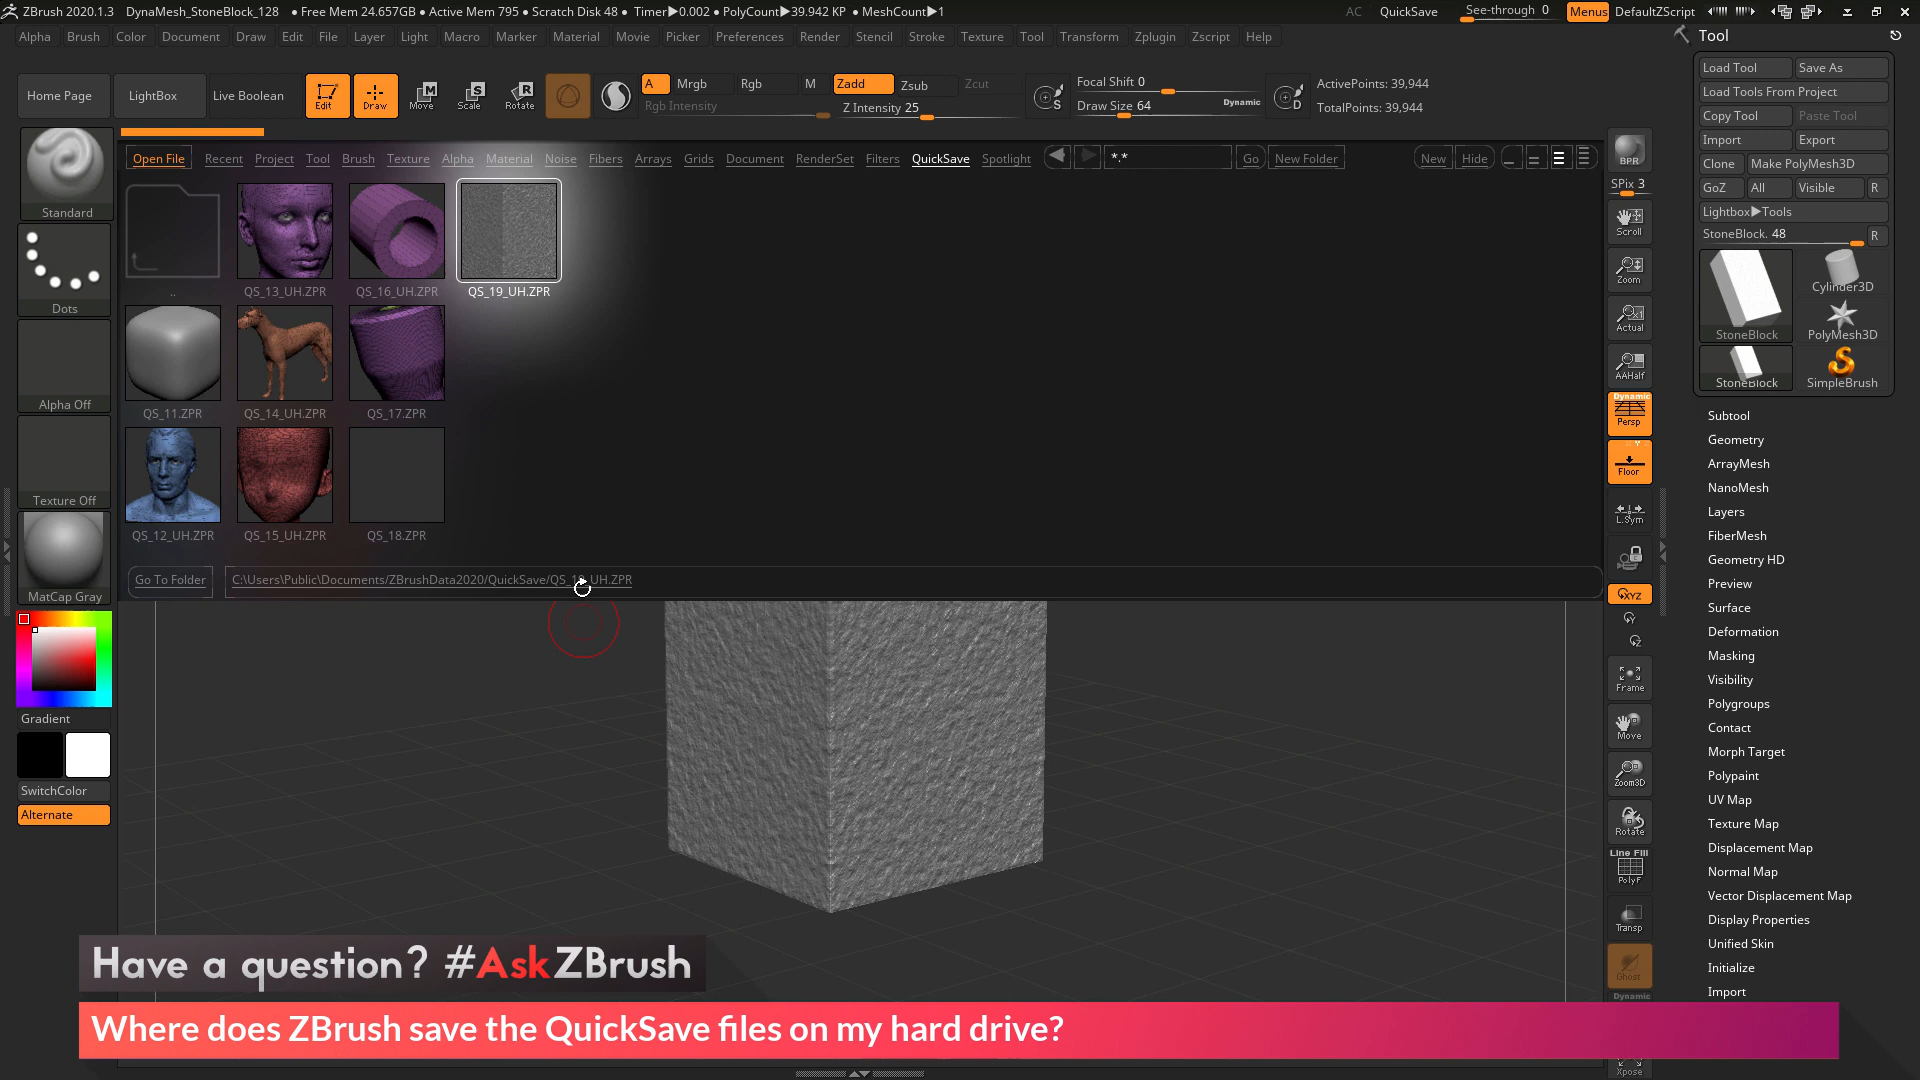 ZBrush 2020.1.3 DynaMesh_StoneBlock_128 ● Free Mem 24.657GB ● Active Mem 795 ● Scratch Disk 48 ● Timer▶0.002 ● PolyCount▶39.942 KP ● MeshCount▶1 AC QuickSave See-through 0 Menus DefaultZScript
Alpha Brush Color Document Draw Edit File Layer Light Macro Marker Material Movie Picker Preferences Render Stencil Stroke Texture Tool Transform Zplugin Zscript Help
Tool
Load Tool Save As
Load Tools From Project
Copy Tool Paste Tool
Import Export
Clone Make PolyMesh3D
GoZ All Visible R
Lightbox▶Tools
StoneBlock. 48 R
StoneBlock Cylinder3D
PolyMesh3D
StoneBlock SimpleBrush
Home Page LightBox Live Boolean Edit Draw Move Scale Rotate
A Mrgb Rgb M Zadd Zsub Zcut
Rgb Intensity Z Intensity 25
Focal Shift 0
Draw Size 64 Dynamic
ActivePoints: 39,944
TotalPoints: 39,944
Open File Recent Project Tool Brush Texture Alpha Material Noise Fibers Arrays Grids Document RenderSet Filters QuickSave Spotlight *.* Go New Folder New Hide
Standard
Dots
Alpha Off
Texture Off
MatCap Gray
Gradient
SwitchColor
Alternate
.. QS_13_UH.ZPR QS_16_UH.ZPR QS_19_UH.ZPR
QS_11.ZPR QS_14_UH.ZPR QS_17.ZPR
QS_12_UH.ZPR QS_15_UH.ZPR QS_18.ZPR
Go To Folder C:\Users\Public\Documents/ZBrushData2020/QuickSave/QS_19_UH.ZPR
BPR
SPix 3
Scroll
Zoom
Actual
AAHalf
Dynamic
Persp
Floor
L.Sym
XYZ
Frame
Move
Zoom3D
Rotate
Line Fill
PolyF
Transp
Ghost
Dynamic
Xpose
Subtool
Geometry
ArrayMesh
NanoMesh
Layers
FiberMesh
Geometry HD
Preview
Surface
Deformation
Masking
Visibility
Polygroups
Contact
Morph Target
Polypaint
UV Map
Texture Map
Displacement Map
Normal Map
Vector Displacement Map
Display Properties
Unified Skin
Initialize
Import
Have a question? #AskZBrush
Where does ZBrush save the QuickSave files on my hard drive?